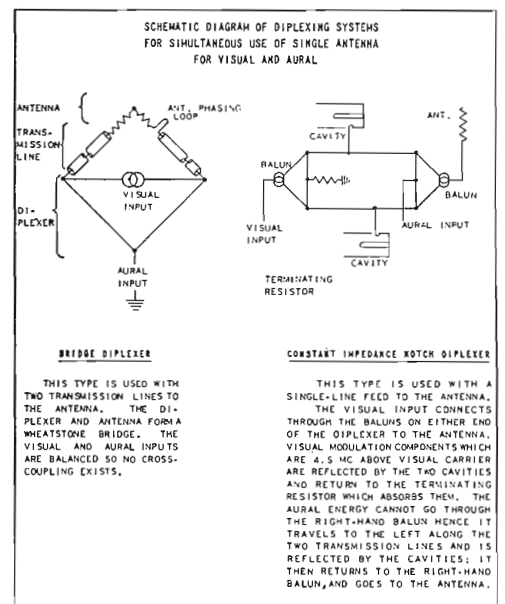 SCHEMATIC DIAGRAM OF DIPLEXING SYSTEMS
FOR SIMULTANEOUS USE OF SINGLE ANTENNA
FOR VISUAL AND AURAL
ANTENNA
ANT. PHASING
LOOP
TRANS-
MISSION
LINE
VISUAL
INPUT
DI-
PLEXER
AURAL
INPUT
CAVITY
ANT.
BALUN
BALUN
VISUAL
INPUT
AURAL INPUT
CAVITY
TERMINATING
RESISTOR
BRIDGE DIPLEXER
THIS TYPE IS USED WITH
TWO TRANSMISSION LINES TO
THE ANTENNA. THE DI-
PLEXER AND ANTENNA FORM A
WHEATSTONE BRIDGE. THE
VISUAL AND AURAL INPUTS
ARE BALANCED SO NO CROSS-
COUPLING EXISTS.
CONSTANT IMPEDANCE NOTCH DIPLEXER
THIS TYPE IS USED WITH A
SINGLE-LINE FEED TO THE ANTENNA.
THE VISUAL INPUT CONNECTS
THROUGH THE BALUNS ON EITHER END
OF THE DIPLEXER TO THE ANTENNA.
VISUAL MODULATION COMPONENTS WHICH
ARE 4.5 MC ABOVE VISUAL CARRIER
ARE REFLECTED BY THE TWO CAVITIES
AND RETURN TO THE TERMINATING
RESISTOR WHICH ABSORBS THEM. THE
AURAL ENERGY CANNOT GO THROUGH
THE RIGHT-HAND BALUN HENCE IT
TRAVELS TO THE LEFT ALONG THE
TWO TRANSMISSION LINES AND IS
REFLECTED BY THE CAVITIES; IT
THEN RETURNS TO THE RIGHT-HAND
BALUN, AND GOES TO THE ANTENNA.